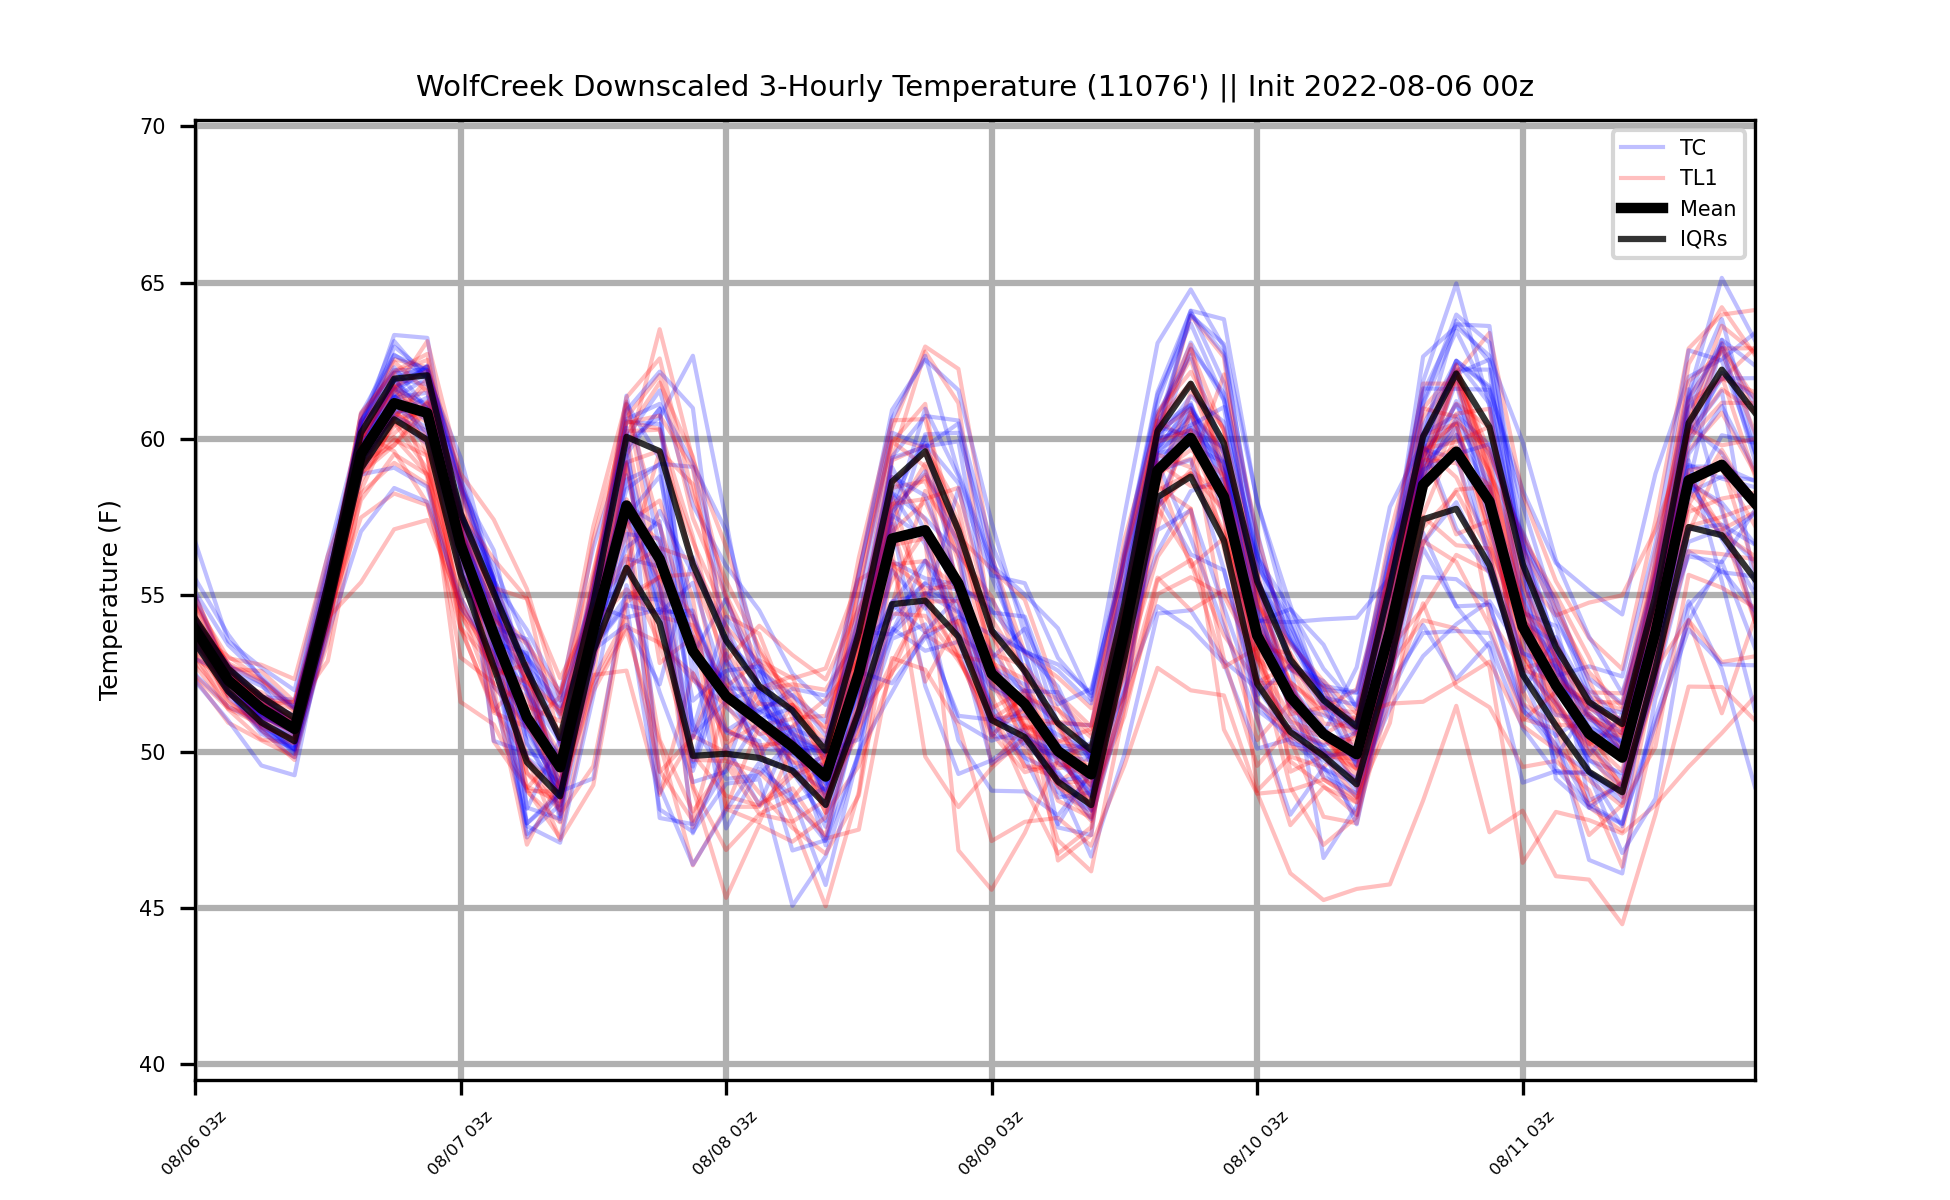 WolfCreek Downscaled 3-Hourly Temperature (11076') || Init 2022-08-06 00z
TC
TL1
Mean
IQRs
Temperature (F)
70
65
60
55
50
45
40
08/06 03z
08/07 03z
08/08 03z
08/09 03z
08/10 03z
08/11 03z